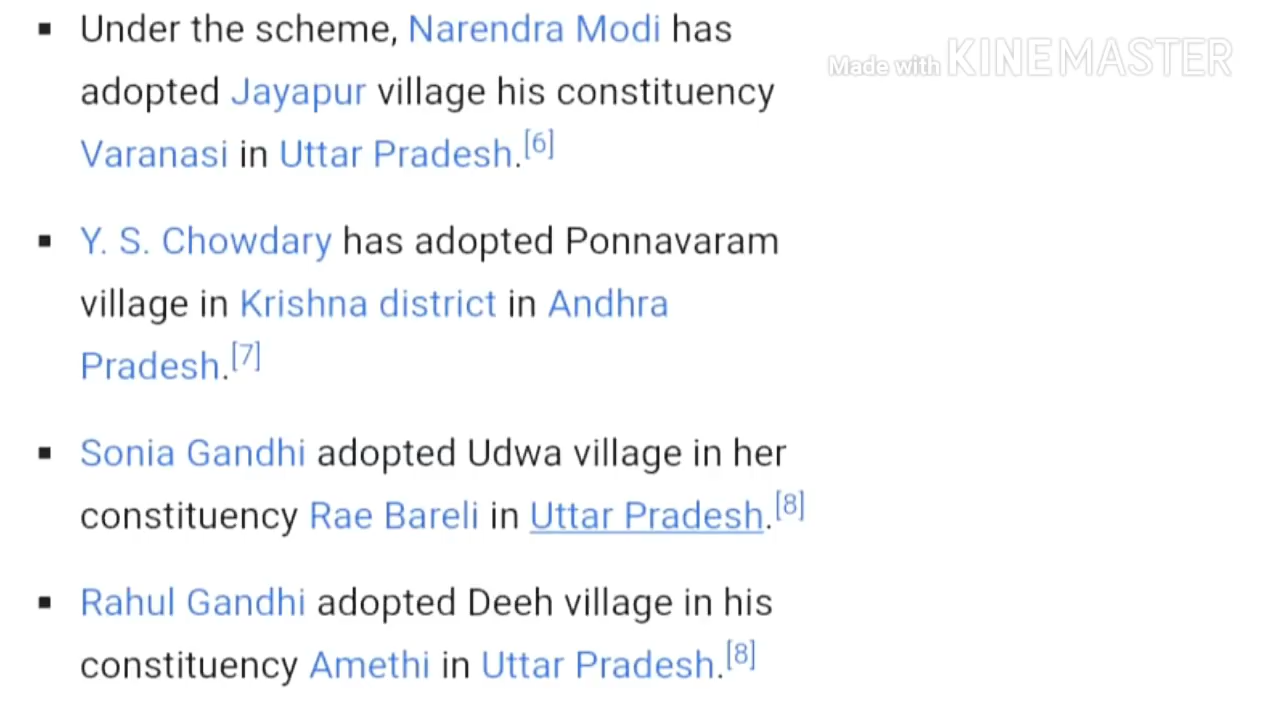 Under the scheme, Narendra Modi has
Made with KINEMASTER
adopted Jayapur village his constituency
Varanasi in Uttar Pradesh.[6]
Y. S. Chowdary has adopted Ponnavaram
village in Krishna district in Andhra
Pradesh.[7]
Sonia Gandhi adopted Udwa village in her
constituency Rae Bareli in Uttar Pradesh.[8]
Rahul Gandhi adopted Deeh village in his
constituency Amethi in Uttar Pradesh.[8]